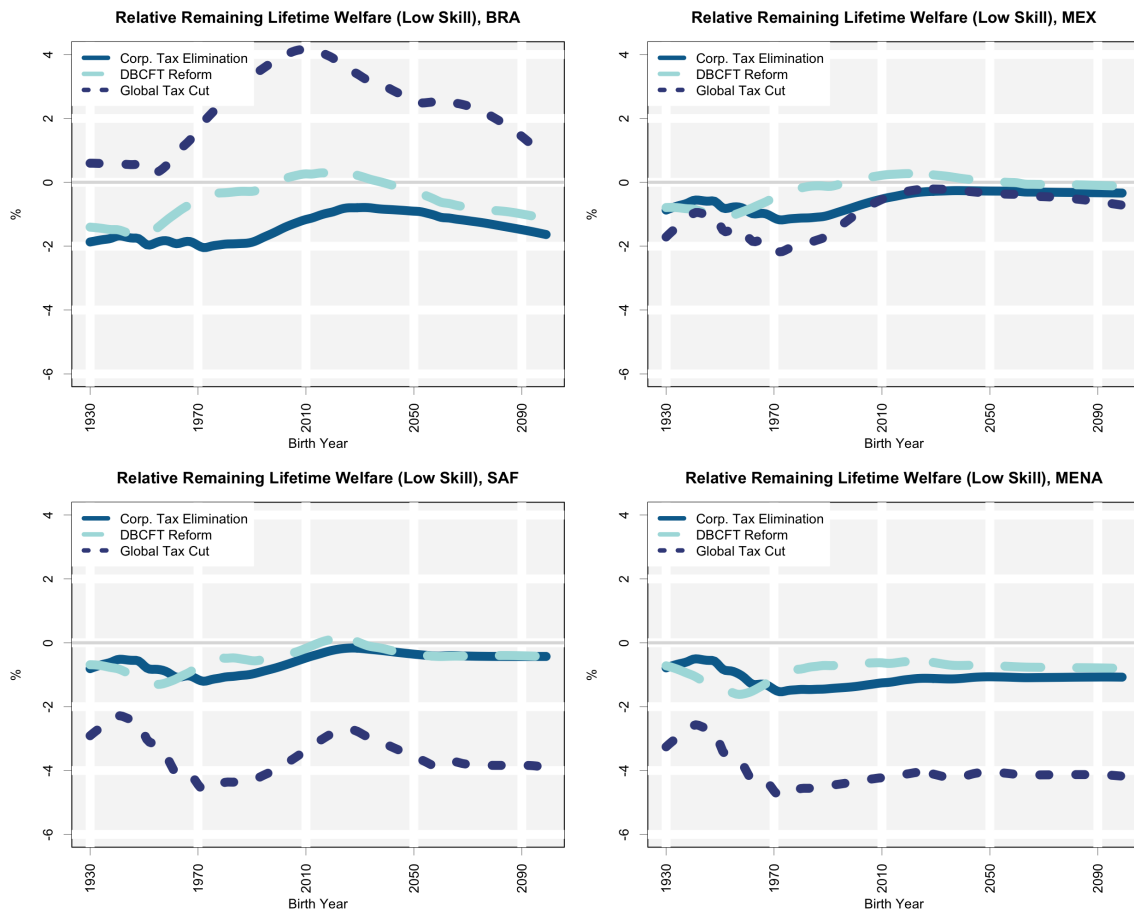 Relative Remaining Lifetime Welfare (Low Skill), BRA
Corp. Tax Elimination
DBCFT Reform
Global Tax Cut
4
2
0
-2
-4
-6
%
1930
1970
2010
2050
2090
Birth Year
Relative Remaining Lifetime Welfare (Low Skill), MEX
Corp. Tax Elimination
DBCFT Reform
Global Tax Cut
4
2
0
-2
-4
-6
%
1930
1970
2010
2050
2090
Birth Year
Relative Remaining Lifetime Welfare (Low Skill), SAF
Corp. Tax Elimination
DBCFT Reform
Global Tax Cut
4
2
0
-2
-4
-6
%
1930
1970
2010
2050
2090
Birth Year
Relative Remaining Lifetime Welfare (Low Skill), MENA
Corp. Tax Elimination
DBCFT Reform
Global Tax Cut
4
2
0
-2
-4
-6
%
1930
1970
2010
2050
2090
Birth Year